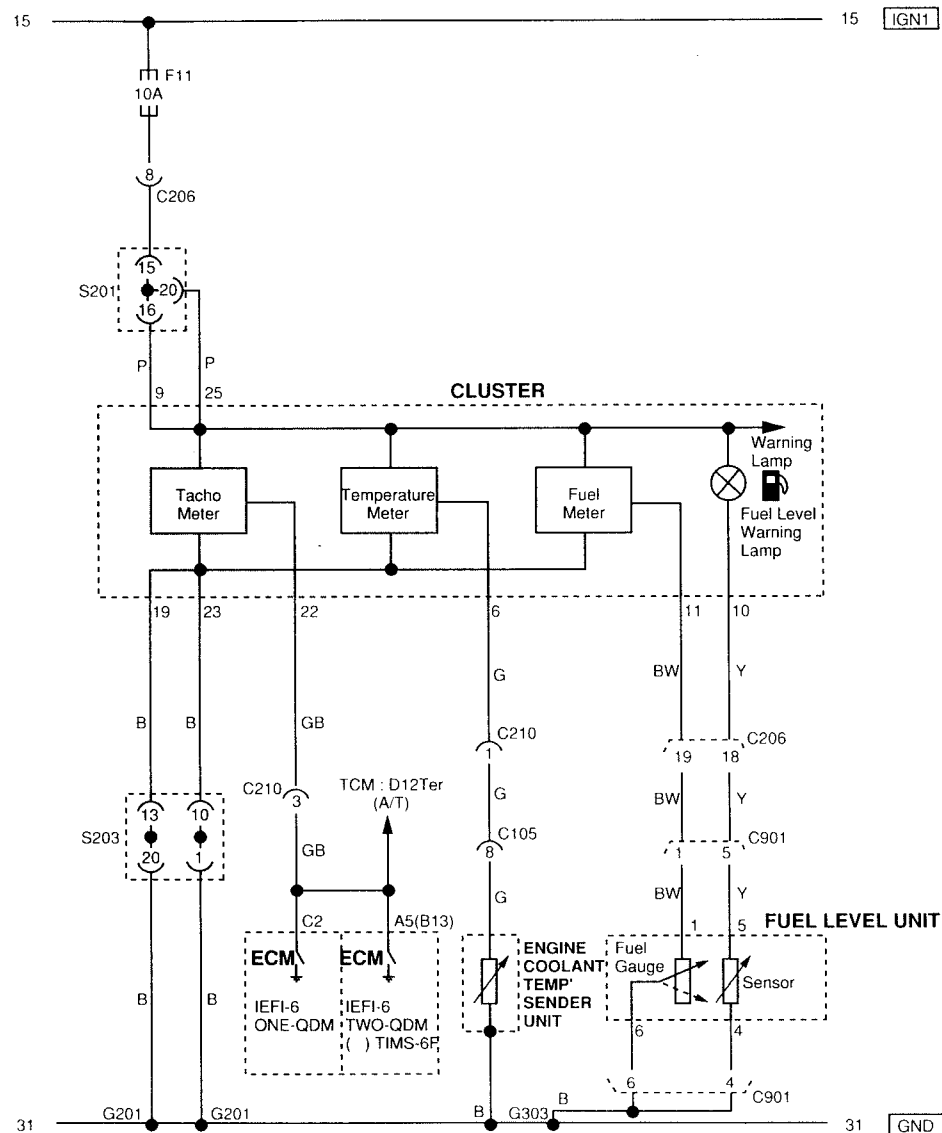 15
15 IGN1
F11
10A
8
C206
15
S201
20
16
P
P
9
25
CLUSTER
Warning
Lamp
Tacho
Meter
Temperature
Meter
Fuel
Meter
Fuel Level
Warning
Lamp
19
23
22
6
11
10
G
BW
Y
B
B
GB
C210
1
C206
19
18
C210
3
TCM : D12Ter
(A/T)
G
BW
Y
13
10
S203
20
1
C105
8
C901
1
5
GB
G
BW
Y
C2
A5(B13)
1
5
FUEL LEVEL UNIT
ECM
ECM
IEFI-6
ONE-QDM
IEFI-6
TWO-QDM
( ) TIMS-6F
ENGINE
COOLANT
TEMP'
SENDER
UNIT
Fuel
Gauge
Sensor
B
B
6
4
6
4
C901
B
G201
G201
B
G303
31
31 GND